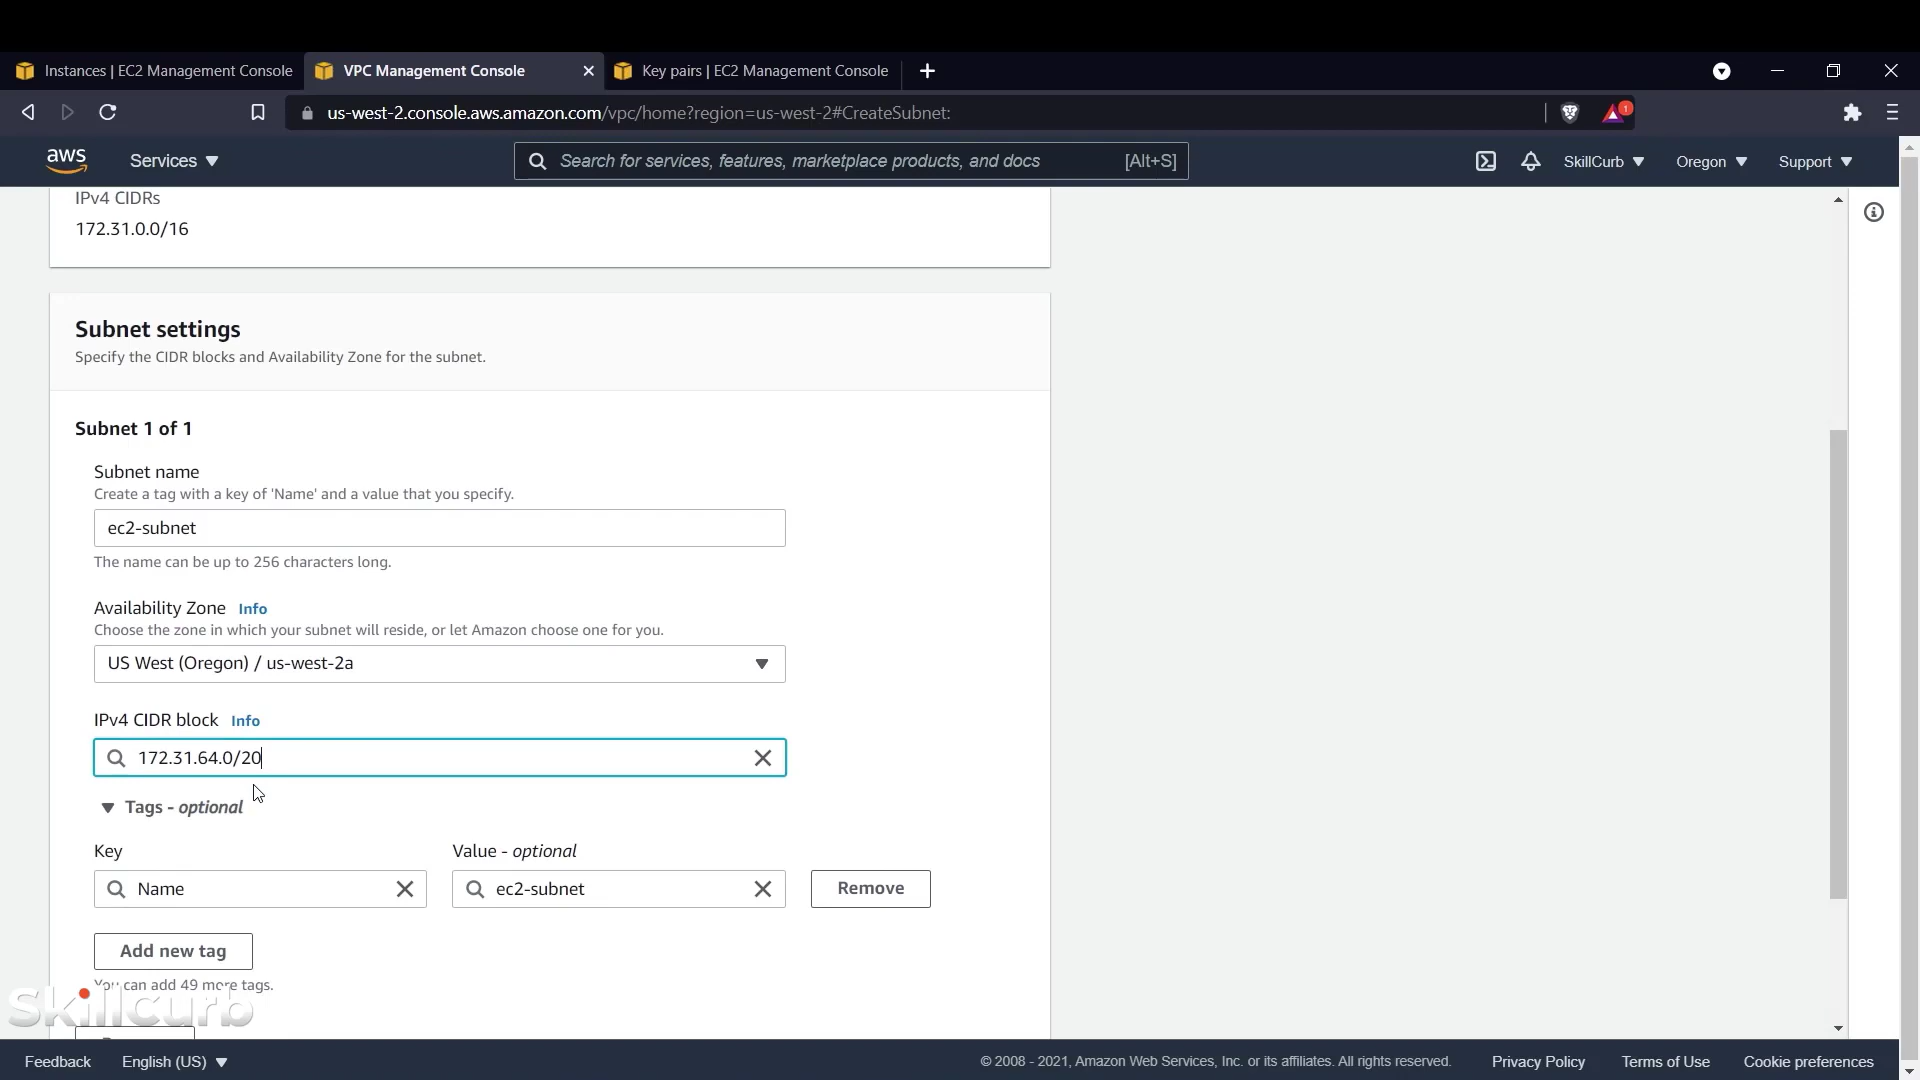 Instances | EC2 Management Console
VPC Management Console
Key pairs | EC2 Management Console
us-west-2.console.aws.amazon.com/vpc/home?region=us-west-2#CreateSubnet:
1
aws
Services
Search for services, features, marketplace products, and docs
[Alt+S]
SkillCurb
Oregon
Support
IPv4 CIDRs
172.31.0.0/16
Subnet settings
Specify the CIDR blocks and Availability Zone for the subnet.
Subnet 1 of 1
Subnet name
Create a tag with a key of 'Name' and a value that you specify.
ec2-subnet
The name can be up to 256 characters long.
Availability Zone Info
Choose the zone in which your subnet will reside, or let Amazon choose one for you.
US West (Oregon) / us-west-2a
IPv4 CIDR block Info
172.31.64.0/20
Tags - optional
Key
Value - optional
Name
ec2-subnet
Remove
Add new tag
You can add 49 more tags.
Skillcurb
Feedback
English (US)
© 2008 - 2021, Amazon Web Services, Inc. or its affiliates. All rights reserved.
Privacy Policy
Terms of Use
Cookie preferences